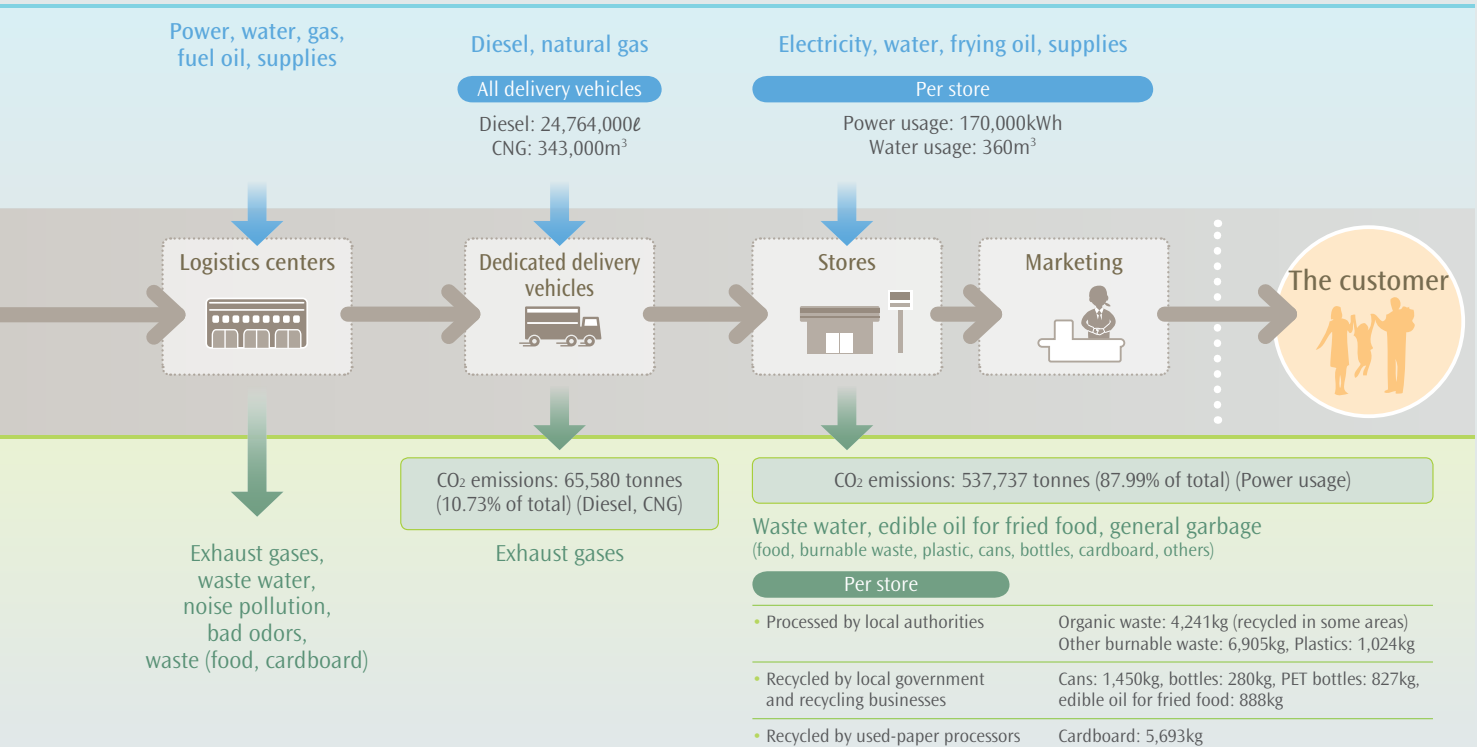 Power, water, gas,
fuel oil, supplies
Diesel, natural gas
All delivery vehicles
Diesel: 24,764,000ℓ
CNG: 343,000m³
Electricity, water, frying oil, supplies
Per store
Power usage: 170,000kWh
Water usage: 360m³
Logistics centers
Dedicated delivery
vehicles
Stores
Marketing
The customer
Exhaust gases,
waste water,
noise pollution,
bad odors,
waste (food, cardboard)
CO₂ emissions: 65,580 tonnes
(10.73% of total) (Diesel, CNG)
Exhaust gases
CO₂ emissions: 537,737 tonnes (87.99% of total) (Power usage)
Waste water, edible oil for fried food, general garbage
(food, burnable waste, plastic, cans, bottles, cardboard, others)
Per store
• Processed by local authorities
Organic waste: 4,241kg (recycled in some areas)
Other burnable waste: 6,905kg, Plastics: 1,024kg
• Recycled by local government
and recycling businesses
Cans: 1,450kg, bottles: 280kg, PET bottles: 827kg,
edible oil for fried food: 888kg
• Recycled by used-paper processors
Cardboard: 5,693kg